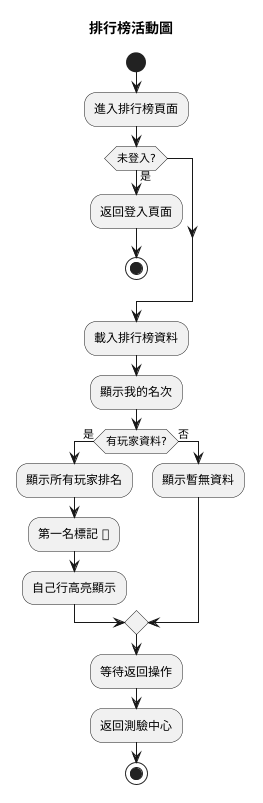 排行榜活動圖
進入排行榜頁面
未登入?
是
返回登入頁面
載入排行榜資料
顯示我的名次
是
有玩家資料?
否
顯示所有玩家排名
顯示暫無資料
第一名標記
自己行高亮顯示
等待返回操作
返回測驗中心